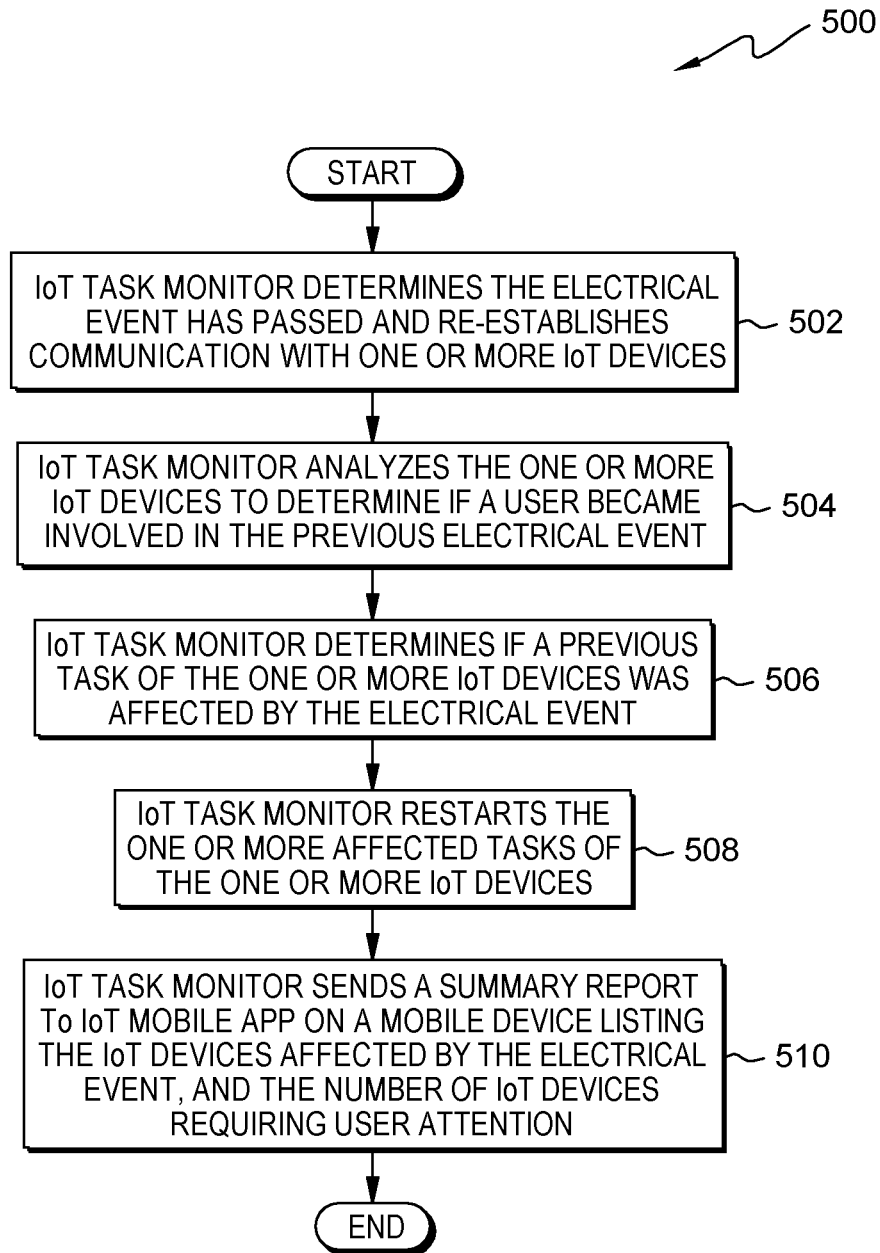 500
START
IoT TASK MONITOR DETERMINES THE ELECTRICAL
EVENT HAS PASSED AND RE-ESTABLISHES
COMMUNICATION WITH ONE OR MORE IoT DEVICES
502
IoT TASK MONITOR ANALYZES THE ONE OR MORE
IoT DEVICES TO DETERMINE IF A USER BECAME
INVOLVED IN THE PREVIOUS ELECTRICAL EVENT
504
IoT TASK MONITOR DETERMINES IF A PREVIOUS
TASK OF THE ONE OR MORE IoT DEVICES WAS
AFFECTED BY THE ELECTRICAL EVENT
506
IoT TASK MONITOR RESTARTS THE
ONE OR MORE AFFECTED TASKS OF
THE ONE OR MORE IoT DEVICES
508
IoT TASK MONITOR SENDS A SUMMARY REPORT
To IoT MOBILE APP ON A MOBILE DEVICE LISTING
THE IoT DEVICES AFFECTED BY THE ELECTRICAL
EVENT, AND THE NUMBER OF IoT DEVICES
REQUIRING USER ATTENTION
510
END